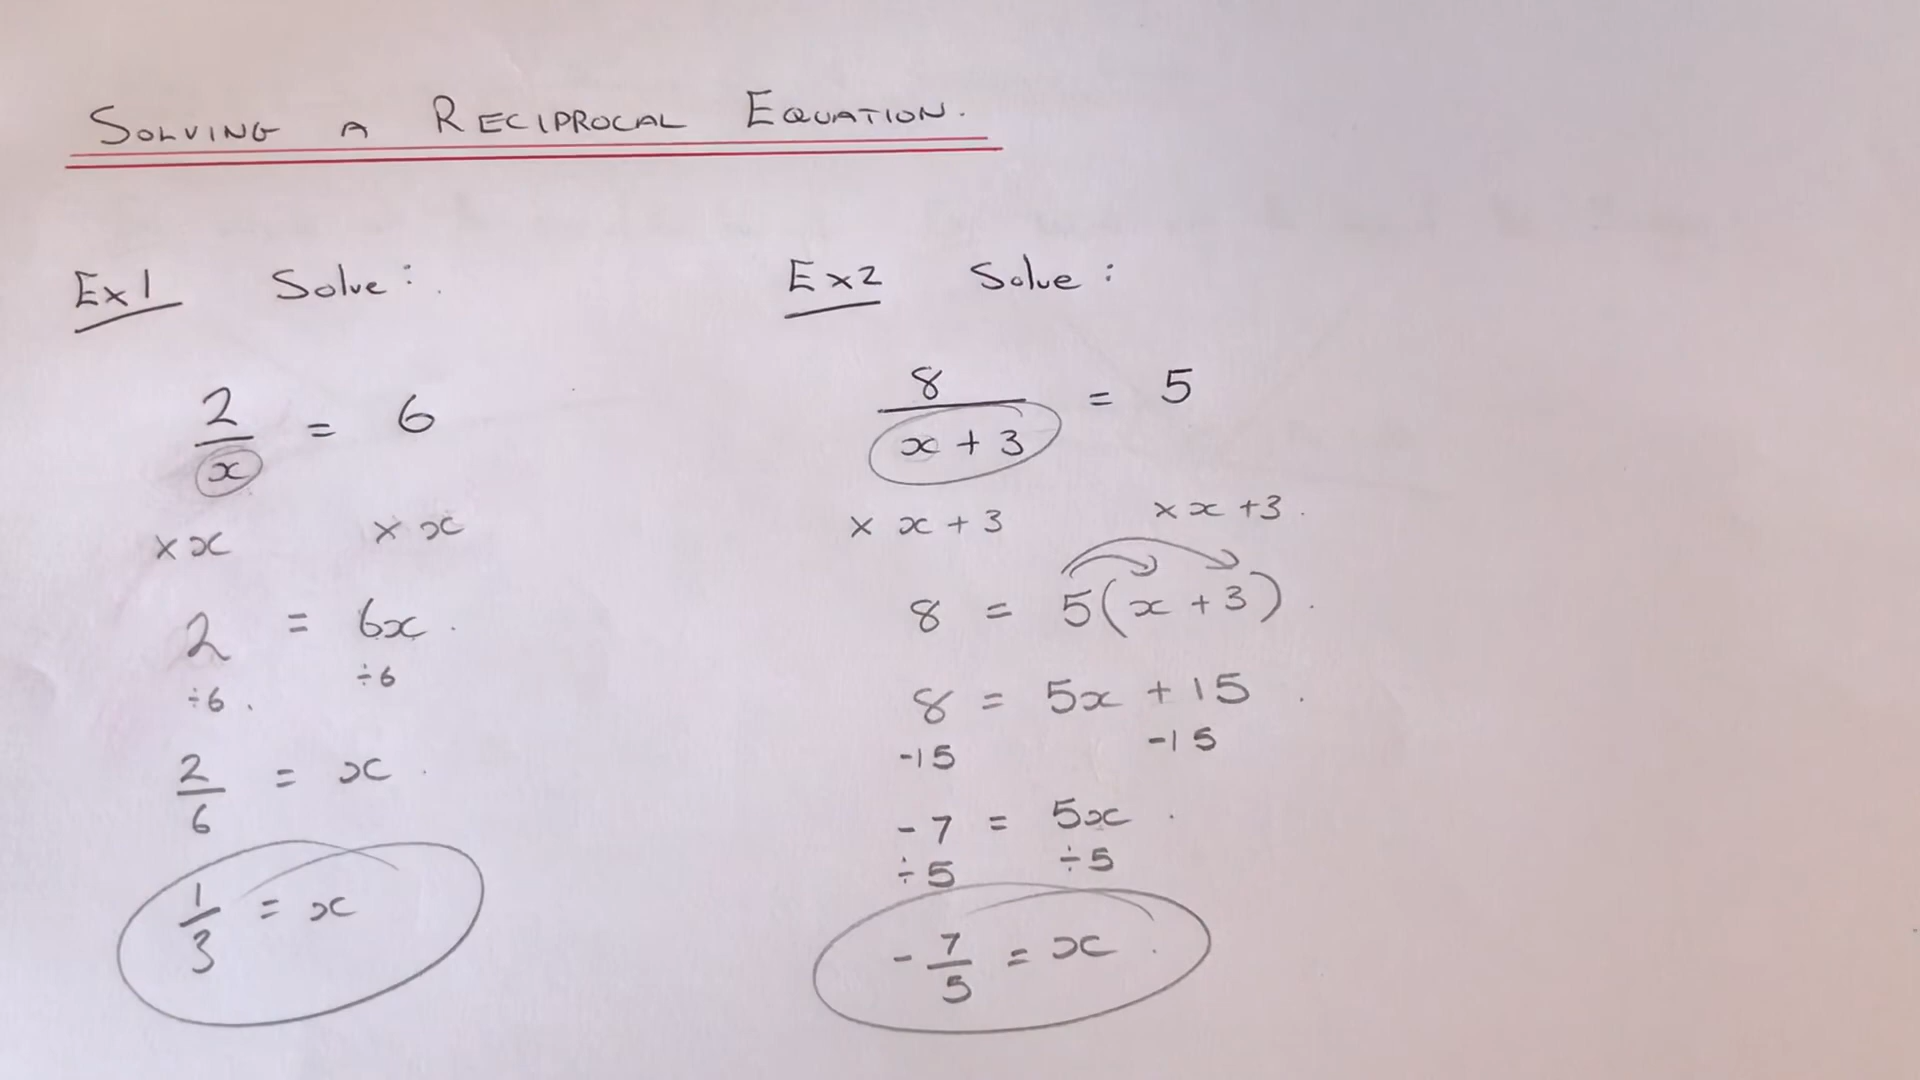 SOLVING A RECIPROCAL EQUATION.
Ex1 Solve:
2/x = 6
×x ×x
2 = 6x
÷6 ÷6
2/6 = x
1/3 = x
Ex2 Solve:
8/(x + 3) = 5
× x + 3 × x + 3
8 = 5(x + 3)
8 = 5x + 15
-15 -15
-7 = 5x
÷5 ÷5
-7/5 = x